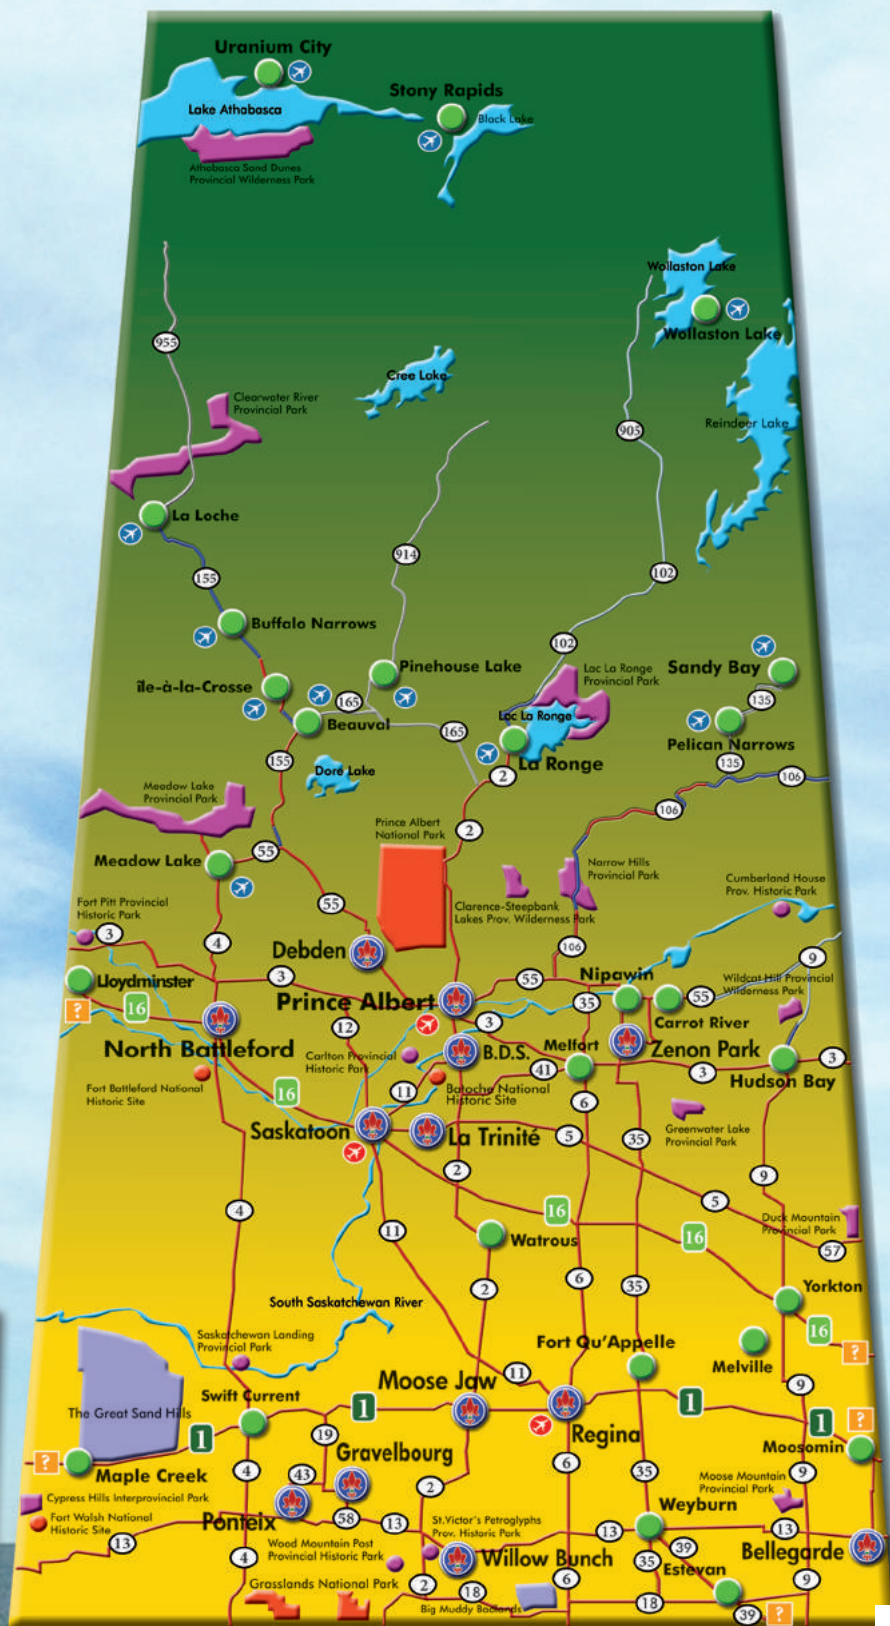 Uranium City
Stony Rapids
Lake Athabasca
Black Lake
Athabasca Sand Dunes
Provincial Wilderness Park
Wollaston Lake
Wollaston Lake
955
Cree Lake
Clearwater River
Provincial Park
Reindeer Lake
905
La Loche
914
155
102
Buffalo Narrows
102
Pinehouse Lake
Lac La Ronge
Provincial Park
Sandy Bay
île-à-la-Crosse
165
135
Beauval
165
Lac La Ronge
Pelican Narrows
155
Doré Lake
La Ronge
135
2
106
Meadow Lake
Provincial Park
106
Prince Albert
National Park
2
55
Meadow Lake
Narrow Hills
Provincial Park
Cumberland House
Prov. Historic Park
Fort Pitt Provincial
Historic Park
55
Clarence-Steepbank
Lakes Prov. Wilderness Park
3
4
Debden
106
9
Lloydminster
3
55
Nipawin
Wildcat Hill Provincial
Wilderness Park
?
16
Prince Albert
35
55
12
3
Carrot River
North Battleford
Carlton Provincial
Historic Park
B.D.S.
Melfort
Zenon Park
3
Fort Battleford National
Historic Site
41
3
Hudson Bay
16
11
Batoche National
Historic Site
6
Greenwater Lake
Provincial Park
Saskatoon
La Trinité
5
35
2
9
4
11
16
5
Duck Mountain
Provincial Park
Watrous
16
57
2
6
35
Yorkton
South Saskatchewan River
16
Saskatchewan Landing
Provincial Park
Fort Qu'Appelle
?
Melville
11
Moose Jaw
9
Swift Current
1
1
1
?
The Great Sand Hills
1
19
Regina
Moosomin
?
Maple Creek
4
43
Gravelbourg
6
35
9
Moose Mountain
Provincial Park
2
Cypress Hills Interprovincial Park
Weyburn
Fort Walsh National
Historic Site
Ponteix
58
13
St.Victor's Petroglyphs
Prov. Historic Park
13
13
13
39
Bellegarde
Wood Mountain Post
Provincial Historic Park
4
Willow Bunch
35
Estevan
6
9
Grasslands National Park
2
18
Big Muddy Badlands
18
39
?